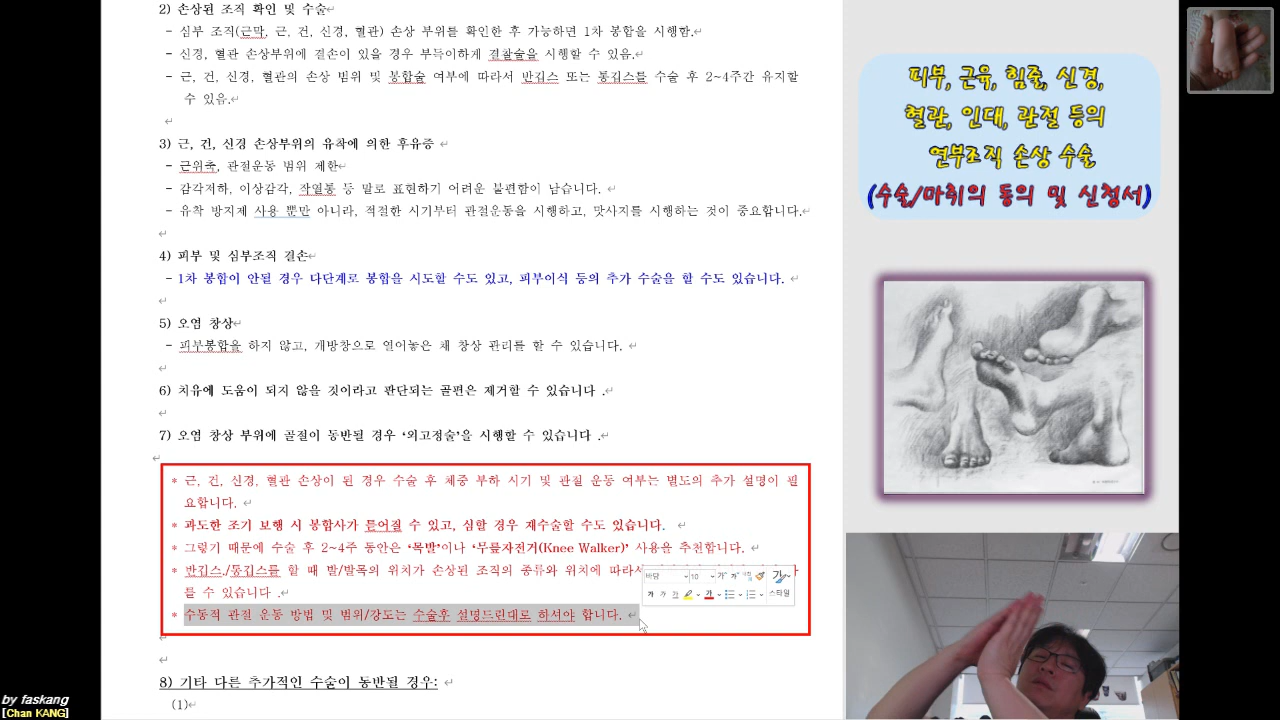 2) 손상된 조직 확인 및 수술
- 심부 조직(근막, 근, 건, 신경, 혈관) 손상 부위를 확인한 후 가능하면 1차 봉합을 시행함.
- 신경, 혈관 손상부위에 결손이 있을 경우 부득이하게 결찰술을 시행할 수 있음.
- 근, 건, 신경, 혈관의 손상 범위 및 봉합술 여부에 따라서 반깁스 또는 통깁스를 수술 후 2~4주간 유지할
수 있음.
3) 근, 건, 신경 손상부위의 유착에 의한 후유증
- 근위축, 관절운동 범위 제한
- 감각저하, 이상감각, 작열통 등 말로 표현하기 어려운 불편함이 남습니다.
- 유착 방지제 사용 뿐만 아니라, 적절한 시기부터 관절운동을 시행하고, 맛사지를 시행하는 것이 중요합니다.
4) 피부 및 심부조직 결손
- 1차 봉합이 안될 경우 다단계로 봉합을 시도할 수도 있고, 피부이식 등의 추가 수술을 할 수도 있습니다.
5) 오염 창상
- 피부봉합을 하지 않고, 개방창으로 열어놓은 채 창상 관리를 할 수 있습니다.
6) 치유에 도움이 되지 않을 것이라고 판단되는 골편은 제거할 수 있습니다 .
7) 오염 창상 부위에 골절이 동반될 경우 ‘외고정술’을 시행할 수 있습니다 .
* 근, 건, 신경, 혈관 손상이 된 경우 수술 후 체중 부하 시기 및 관절 운동 여부는 별도의 추가 설명이 필
요합니다.
* 과도한 조기 보행 시 봉합사가 튿어질 수 있고, 심할 경우 재수술할 수도 있습니다.
* 그렇기 때문에 수술 후 2~4주 동안은 ‘목발’이나 ‘무릎자전거(Knee Walker)’ 사용을 추천합니다.
* 반깁스./통깁스를 할 때 발/발목의 위치가 손상된 조직의 종류와 위치에 따라서
를 수 있습니다 .
* 수동적 관절 운동 방법 및 범위/강도는 수술후 설명드린대로 하셔야 합니다.
바탕 10 가 가
가 가 가 가 스타일
8) 기타 다른 추가적인 수술이 동반될 경우:
(1)
피부, 근육, 힘줄, 신경,
혈관, 인대, 관절 등의
연부조직 손상 수술
(수술/마취의 동의 및 신청서)
by faskang
[Chan KANG]